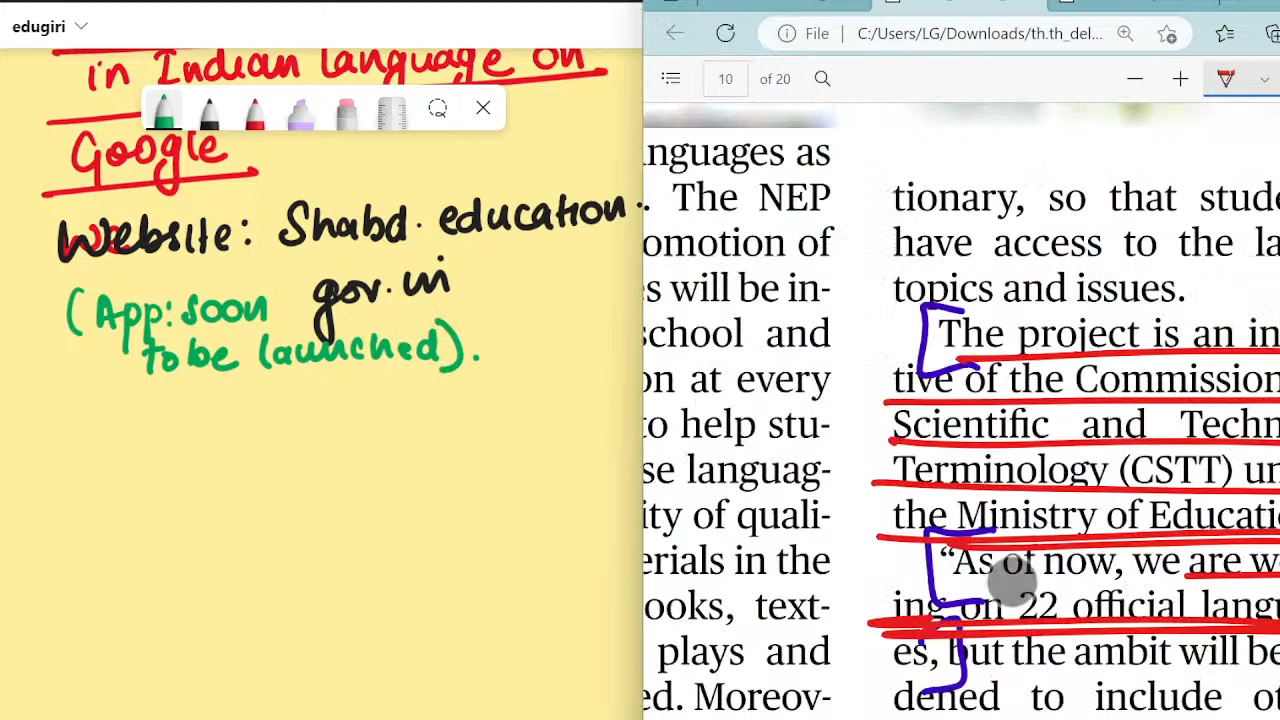 edugiri
in Indian language on
Google
Website: Shabd. education.
gov.in
(App: soon
to be launched).
File
C:/Users/LG/Downloads/th.th_del...
10 of 20
nguages as
. The NEP
omotion of
s will be in-
school and
on at every
to help stu-
se languag-
ity of quali-
erials in the
ooks, text-
plays and
ed. Moreov-
tionary, so that stude
have access to the la
topics and issues.
The project is an in
tive of the Commission
Scientific and Techn
Terminology (CSTT) un
the Ministry of Educati
“As of now, we are wo
ing on 22 official langu
es, but the ambit will be
dened to include ot